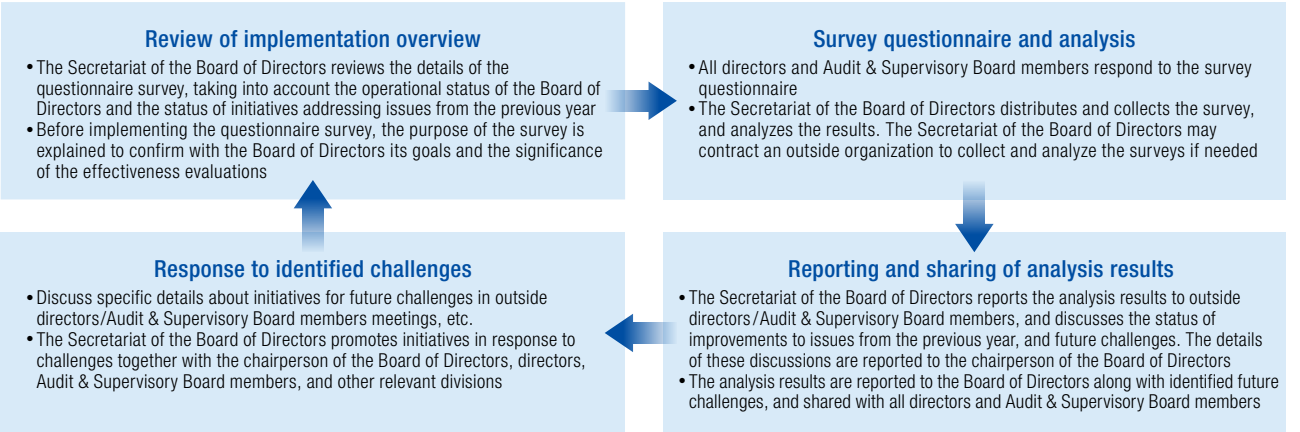 Review of implementation overview
• The Secretariat of the Board of Directors reviews the details of the
questionnaire survey, taking into account the operational status of the Board of
Directors and the status of initiatives addressing issues from the previous year
• Before implementing the questionnaire survey, the purpose of the survey is
explained to confirm with the Board of Directors its goals and the significance
of the effectiveness evaluations
Survey questionnaire and analysis
• All directors and Audit & Supervisory Board members respond to the survey
questionnaire
• The Secretariat of the Board of Directors distributes and collects the survey,
and analyzes the results. The Secretariat of the Board of Directors may
contract an outside organization to collect and analyze the surveys if needed
Response to identified challenges
• Discuss specific details about initiatives for future challenges in outside
directors/Audit & Supervisory Board members meetings, etc.
• The Secretariat of the Board of Directors promotes initiatives in response to
challenges together with the chairperson of the Board of Directors, directors,
Audit & Supervisory Board members, and other relevant divisions
Reporting and sharing of analysis results
• The Secretariat of the Board of Directors reports the analysis results to outside
directors/Audit & Supervisory Board members, and discusses the status of
improvements to issues from the previous year, and future challenges. The details
of these discussions are reported to the chairperson of the Board of Directors
• The analysis results are reported to the Board of Directors along with identified future
challenges, and shared with all directors and Audit & Supervisory Board members